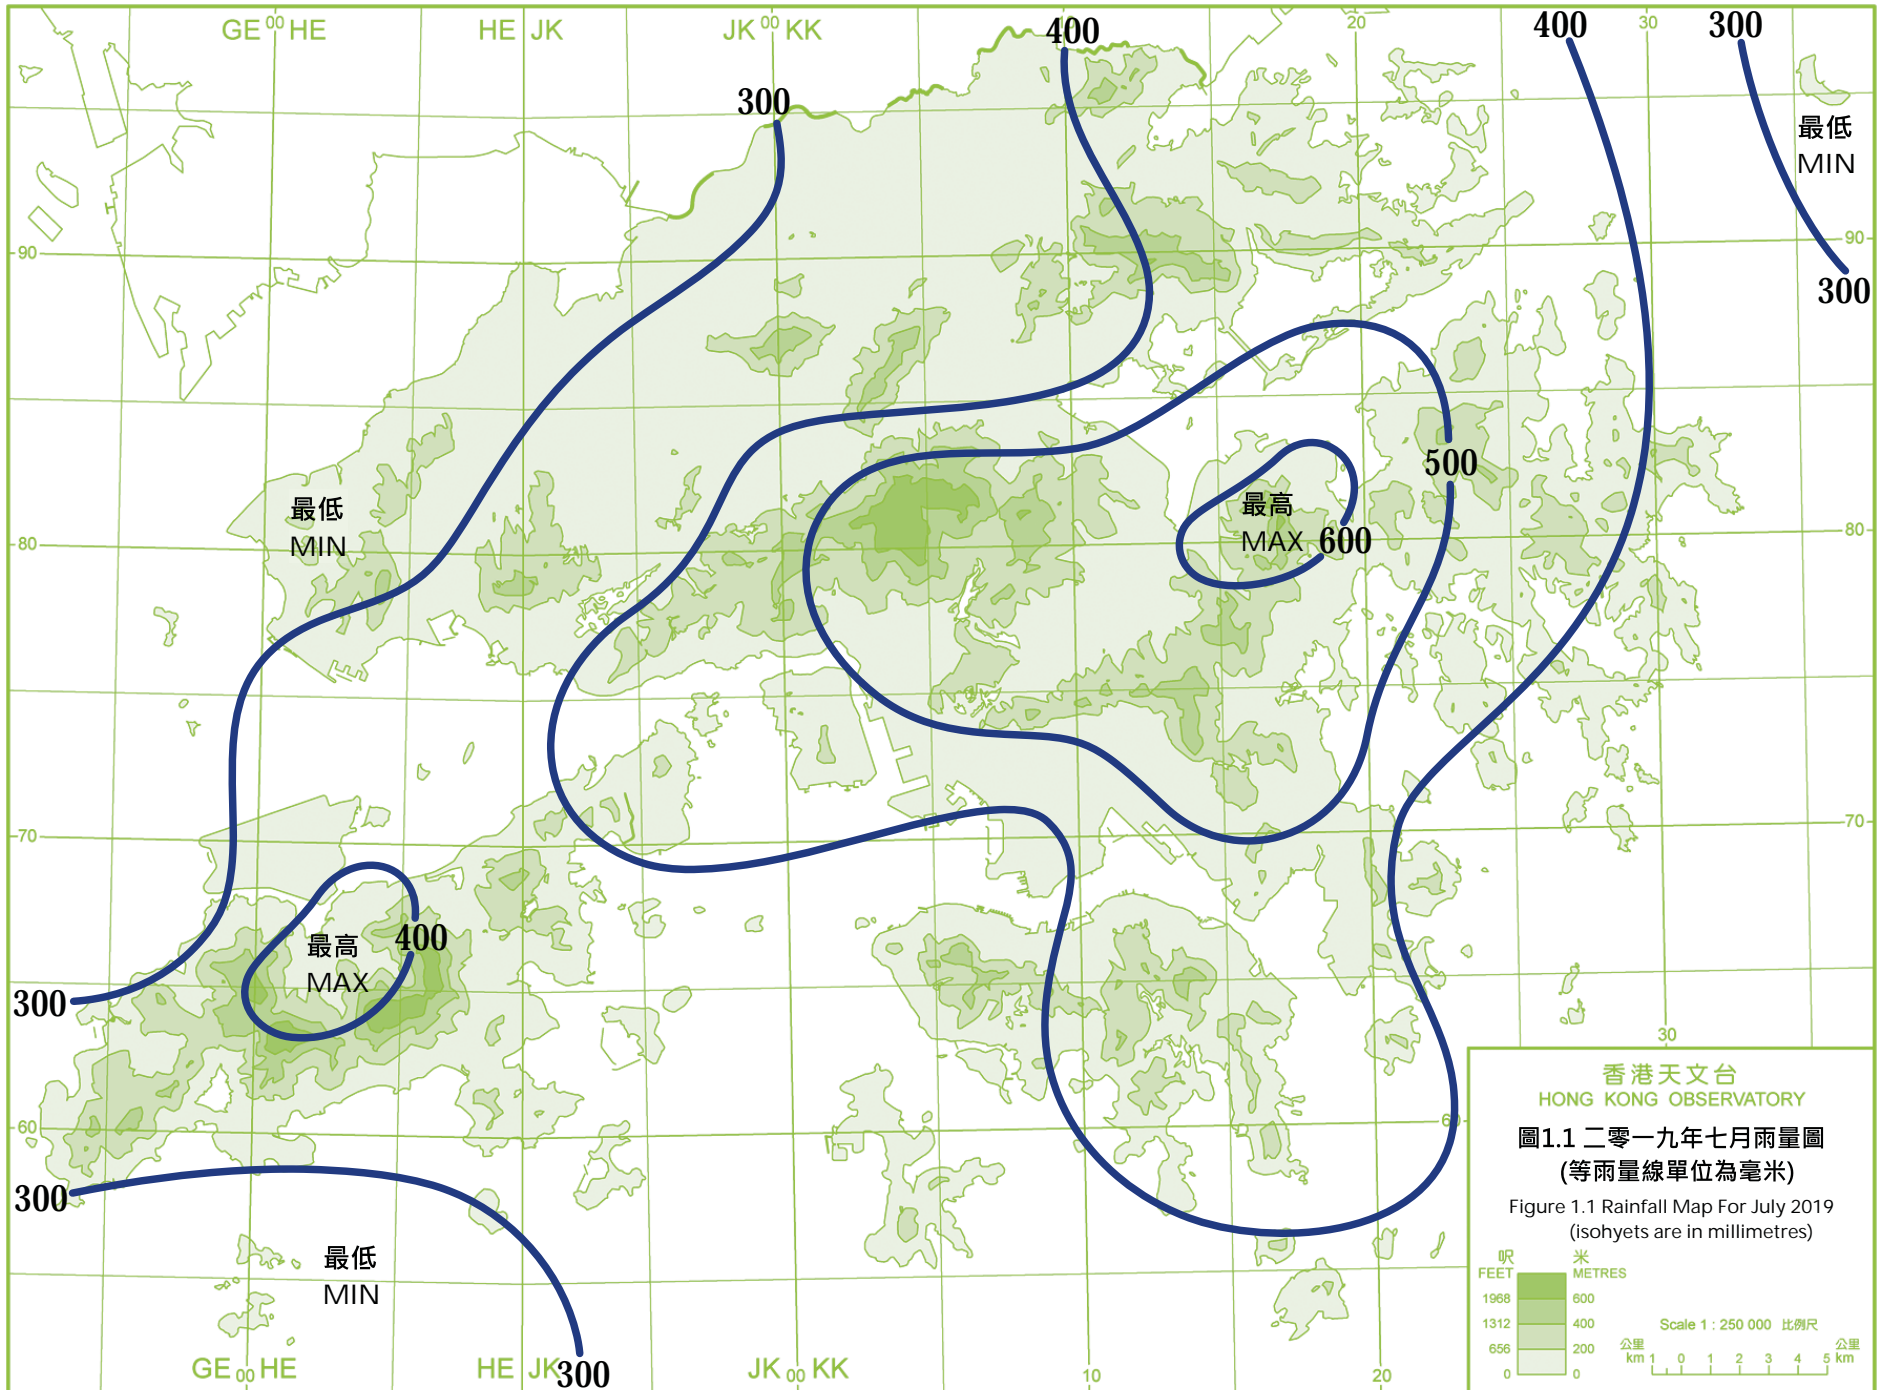 GE 00 HE
HE JK
JK 00 KK
10
400
20
400
30
300
300
最低
MIN
90
90
300
500
最低
MIN
最高
MAX 600
80
80
70
70
最高
MAX
400
300
30
60
60
300
最低
MIN
GE 00 HE
HE JK
300
JK 00 KK
10
20
香港天文台
HONG KONG OBSERVATORY
圖1.1 二零一九年七月雨量圖
(等雨量線單位為毫米)
Figure 1.1 Rainfall Map For July 2019
(isohyets are in millimetres)
呎 米
FEET METRES
1968 600
1312 400
656 200
0 0
Scale 1 : 250 000 比例尺
公里 公里
km 1 0 1 2 3 4 5 km